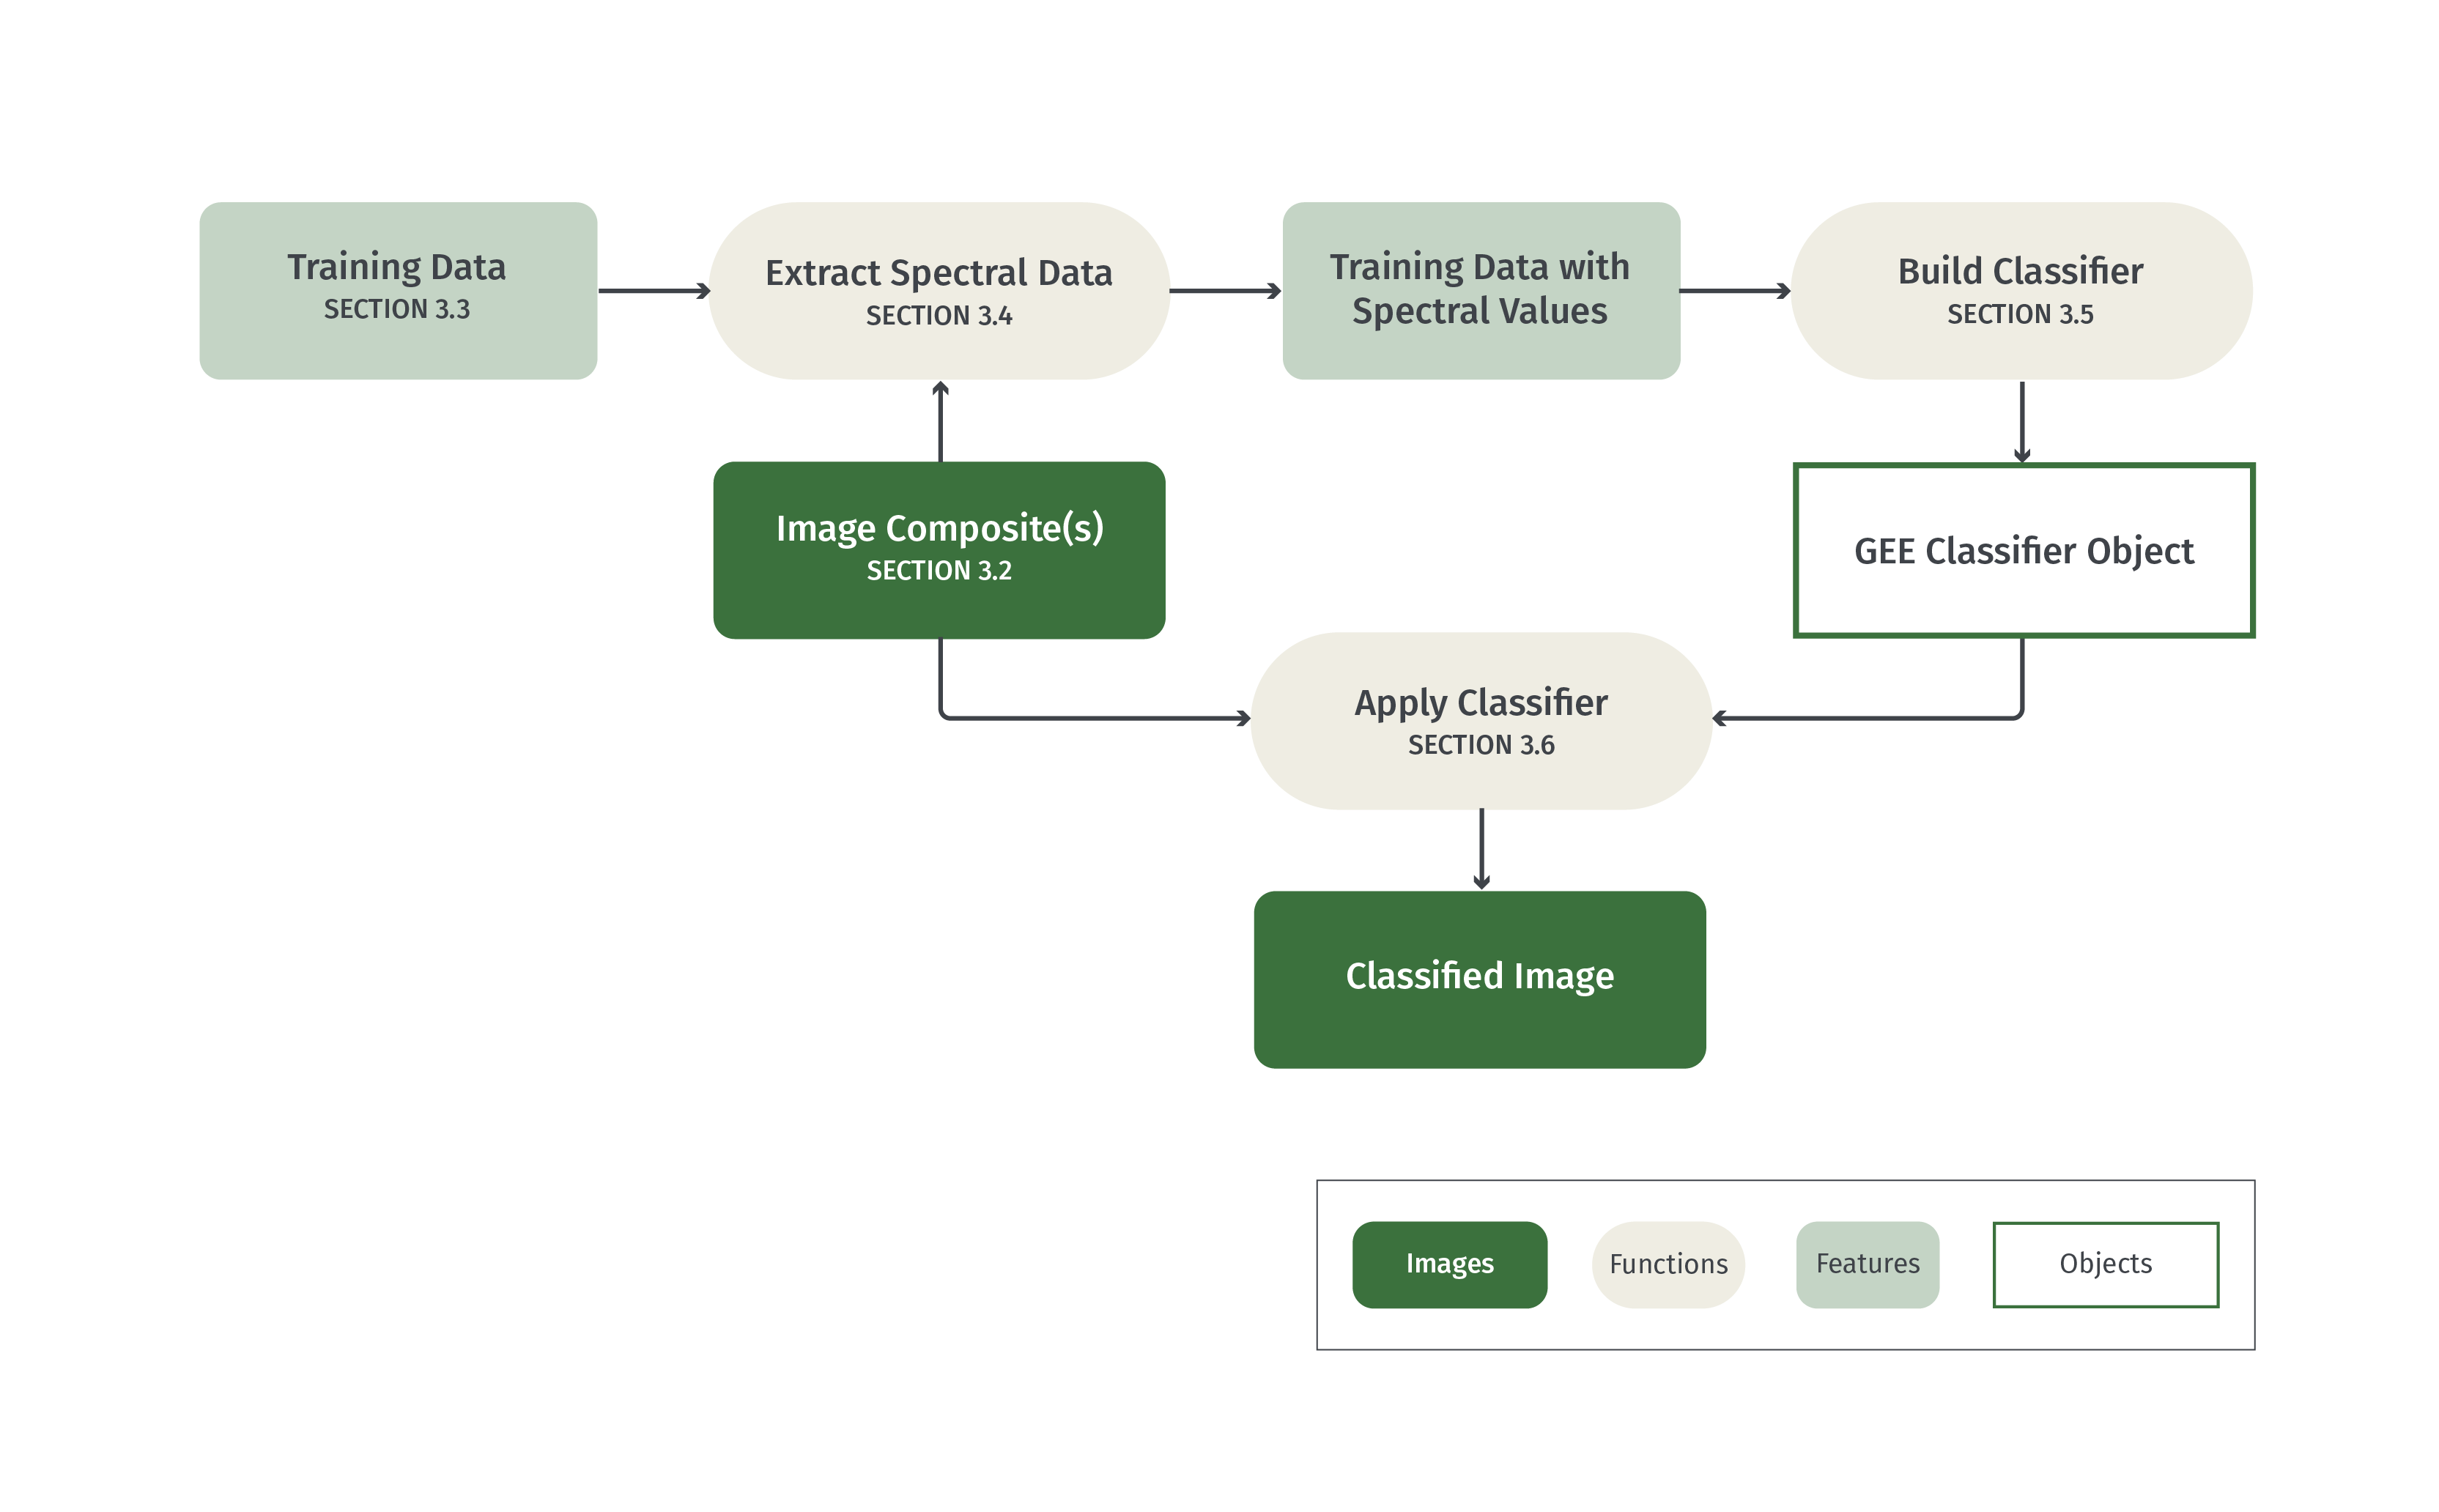 Training Data
SECTION 3.3
Extract Spectral Data
SECTION 3.4
Training Data with
Spectral Values
Build Classifier
SECTION 3.5
Image Composite(s)
SECTION 3.2
GEE Classifier Object
Apply Classifier
SECTION 3.6
Classified Image
Images
Functions
Features
Objects